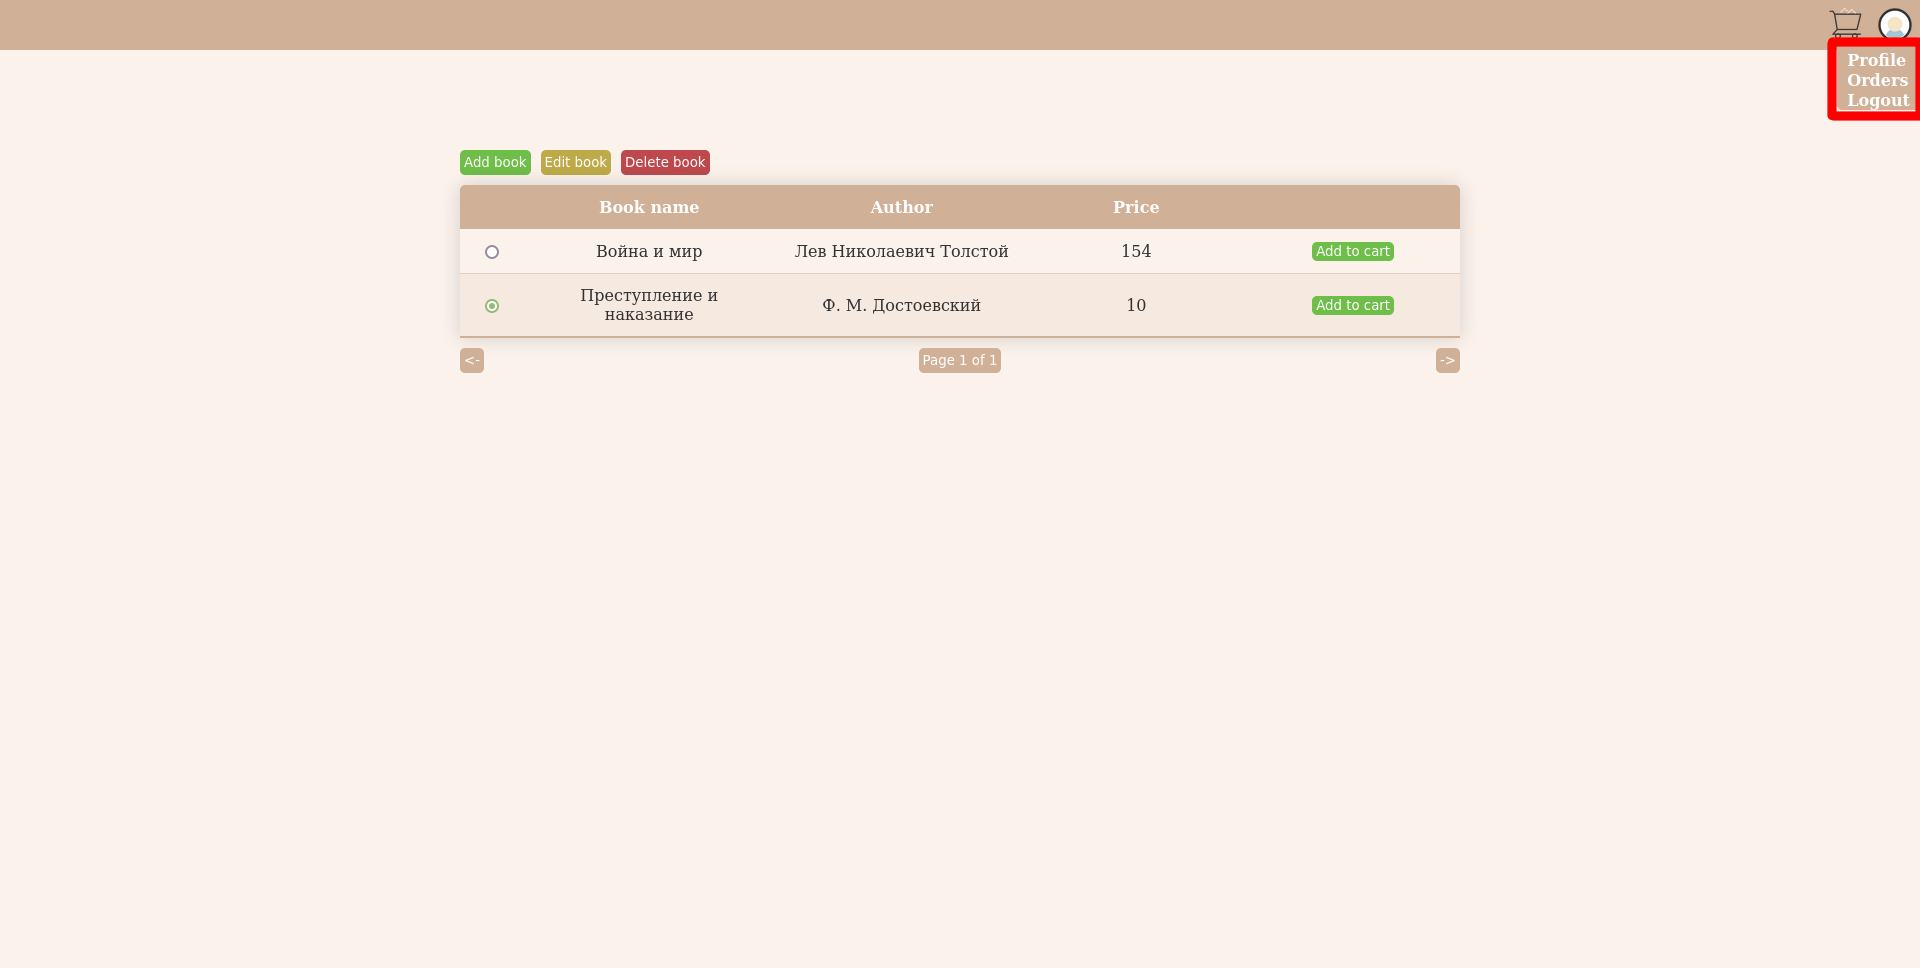 Profile
Orders
Logout
Add book Edit book Delete book
Book name Author Price
Война и мир Лев Николаевич Толстой 154 Add to cart
Преступление и
наказание Ф. М. Достоевский 10 Add to cart
<- Page 1 of 1 ->